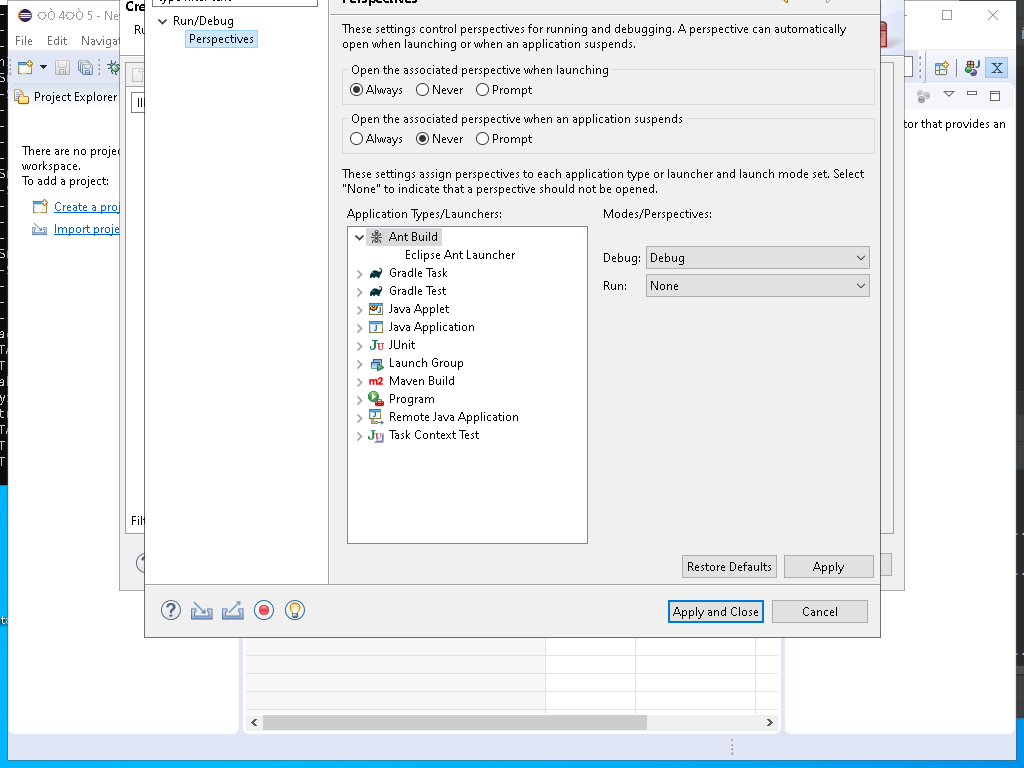 Cre
File
Edit
Navigat
Ru
Project Explorer
There are no projec
workspace.
To add a project:
Create a proj
Import proje
Run/Debug
Perspectives
Perspectives
These settings control perspectives for running and debugging. A perspective can automatically
open when launching or when an application suspends.
Open the associated perspective when launching
Always
Never
Prompt
Open the associated perspective when an application suspends
Always
Never
Prompt
These settings assign perspectives to each application type or launcher and launch mode set. Select
"None" to indicate that a perspective should not be opened.
Application Types/Launchers:
Modes/Perspectives:
Ant Build
Eclipse Ant Launcher
Gradle Task
Gradle Test
Java Applet
Java Application
JUnit
Launch Group
Maven Build
Program
Remote Java Application
Task Context Test
Debug:
Debug
Run:
None
Restore Defaults
Apply
Apply and Close
Cancel
tor that provides an
Filt